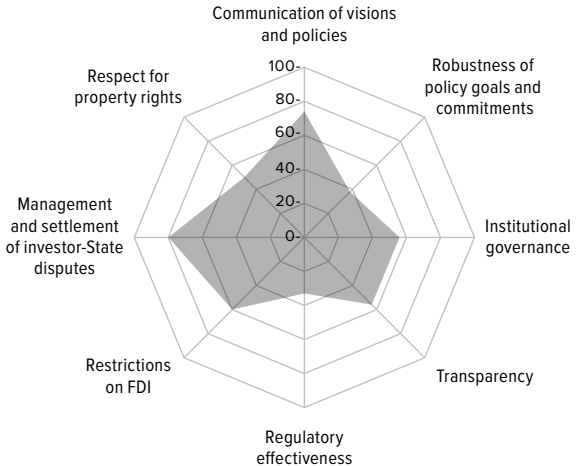 Communication of visions
and policies
Robustness of
policy goals and
commitments
Institutional
governance
Transparency
Regulatory
effectiveness
Restrictions
on FDI
Management
and settlement
of investor-State
disputes
Respect for
property rights
100-
80-
60-
40-
20-
0-